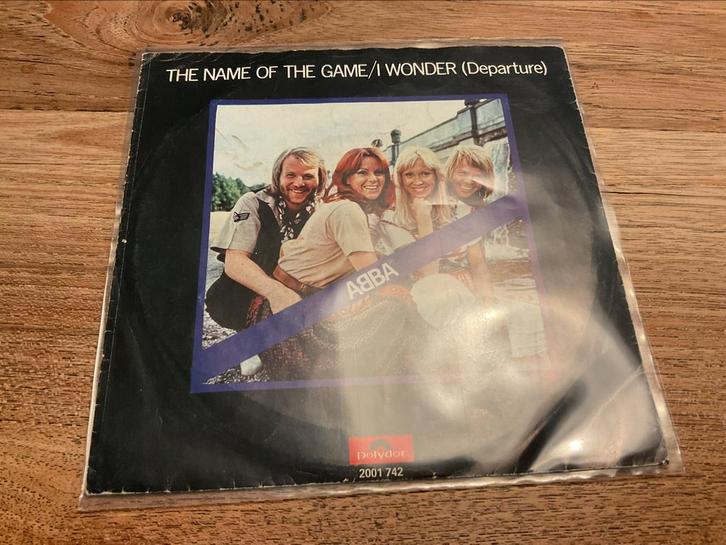 THE NAME OF THE GAME/I WONDER (Departure)
ABBA
Polydor
2001 742